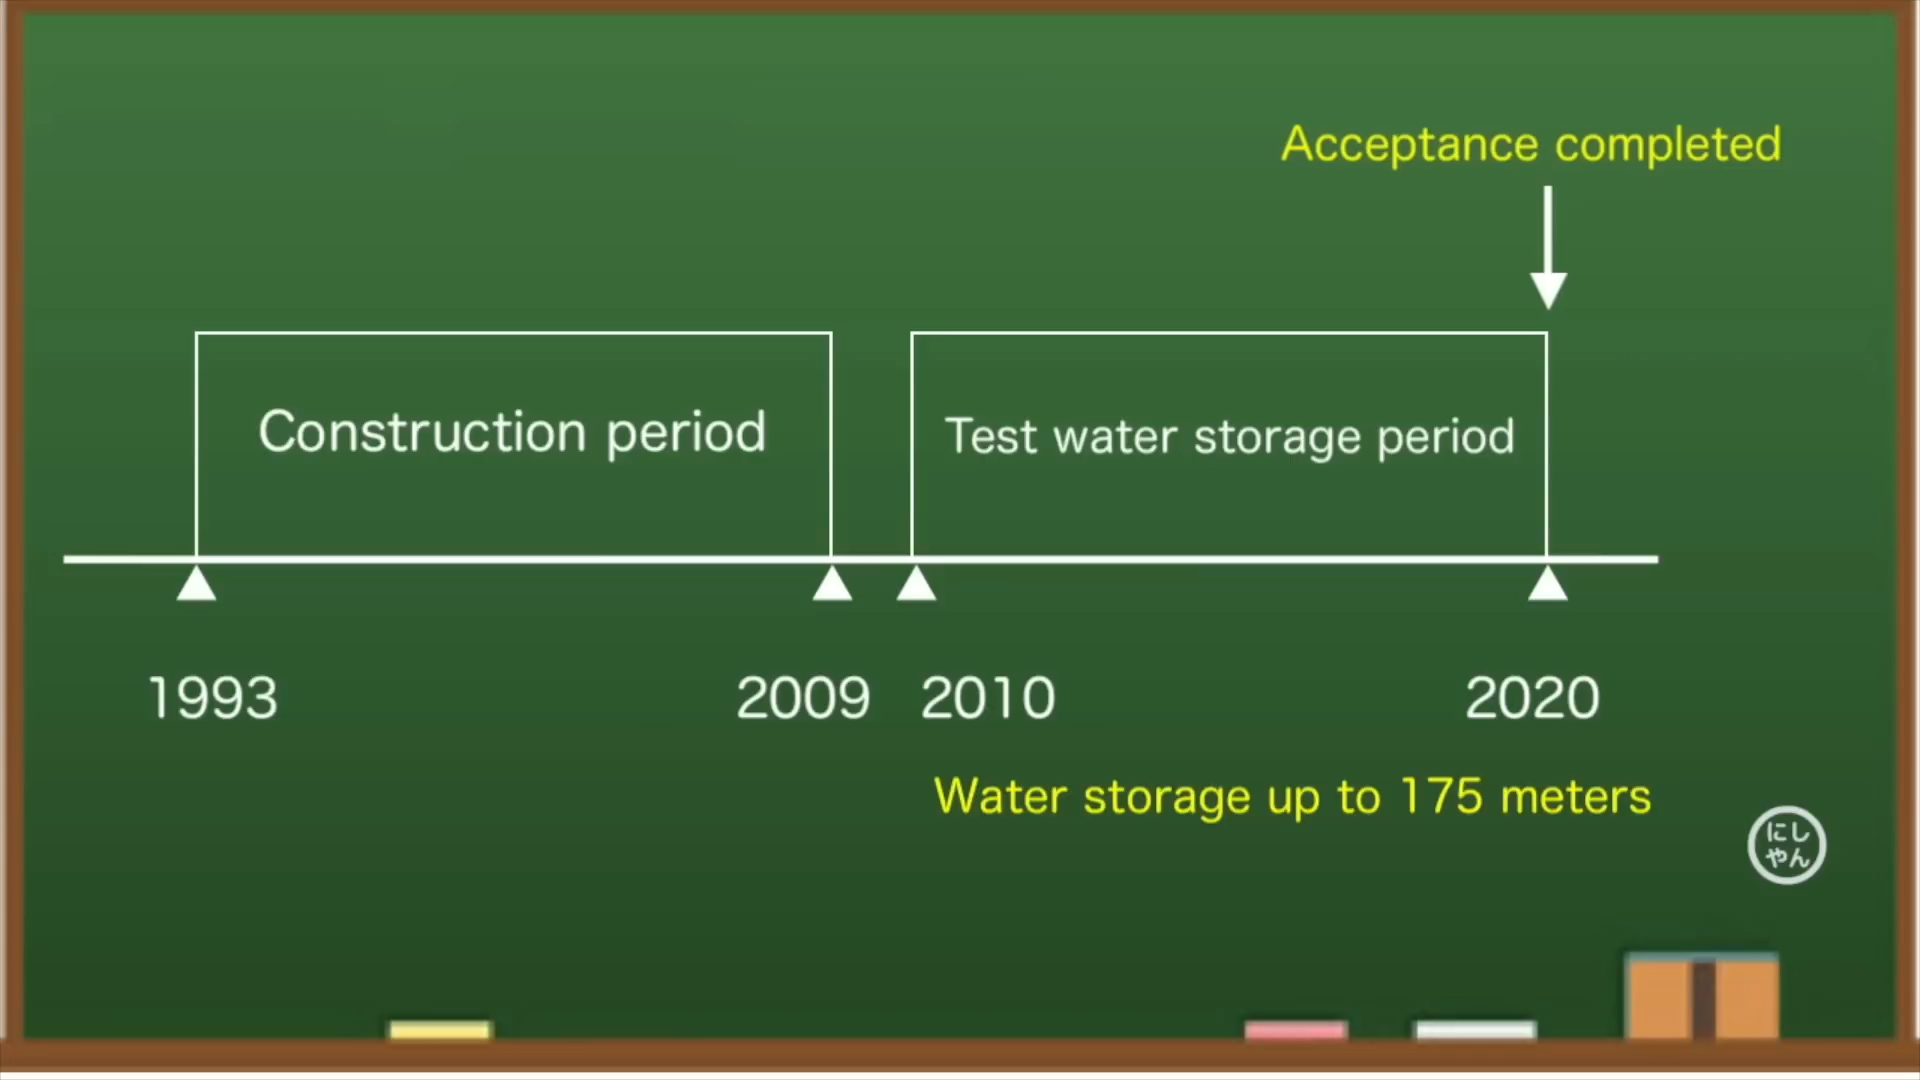 Acceptance completed
Construction period
Test water storage period
1993
2009
2010
2020
Water storage up to 175 meters
にし
やん